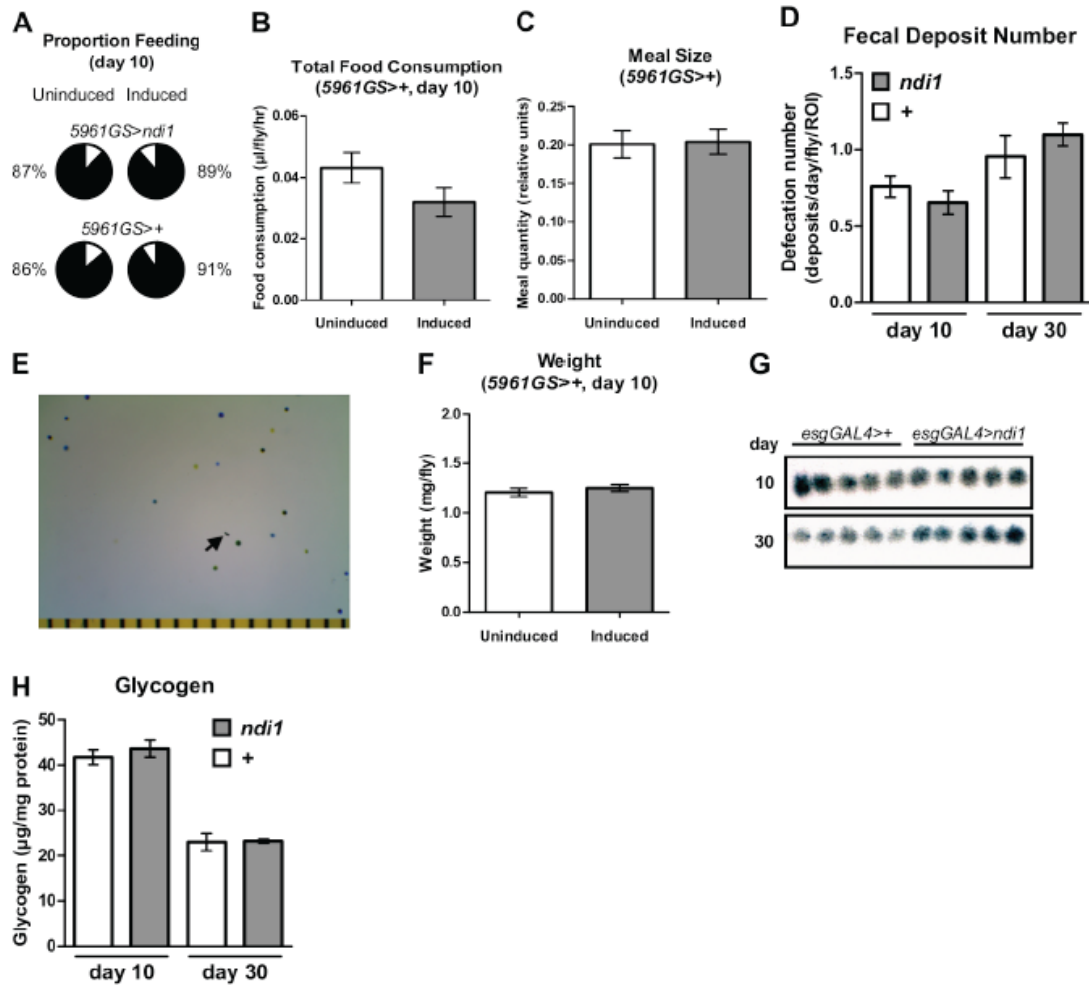 A
Proportion Feeding
(day 10)
Uninduced Induced
5961GS>ndi1
87% 89%
5961GS>+
86% 91%
B
Total Food Consumption
(5961GS>+, day 10)
Food consumption (µl/fly/hr)
0.06
0.04
0.02
0.00
Uninduced Induced
C
Meal Size
(5961GS>+)
Meal quantity (relative units)
0.25
0.20
0.15
0.10
0.05
0.00
Uninduced Induced
D
Fecal Deposit Number
Defecation number
(deposits/day/fly/ROI)
1.5
1.0
0.5
0.0
ndi1
+
day 10 day 30
E
F
Weight
(5961GS>+, day 10)
Weight (mg/fly)
2.0
1.5
1.0
0.5
0.0
Uninduced Induced
G
day esgGAL4>+ esgGAL4>ndi1
10
30
H
Glycogen
Glycogen (µg/mg protein)
50
40
30
20
10
0
ndi1
+
day 10 day 30